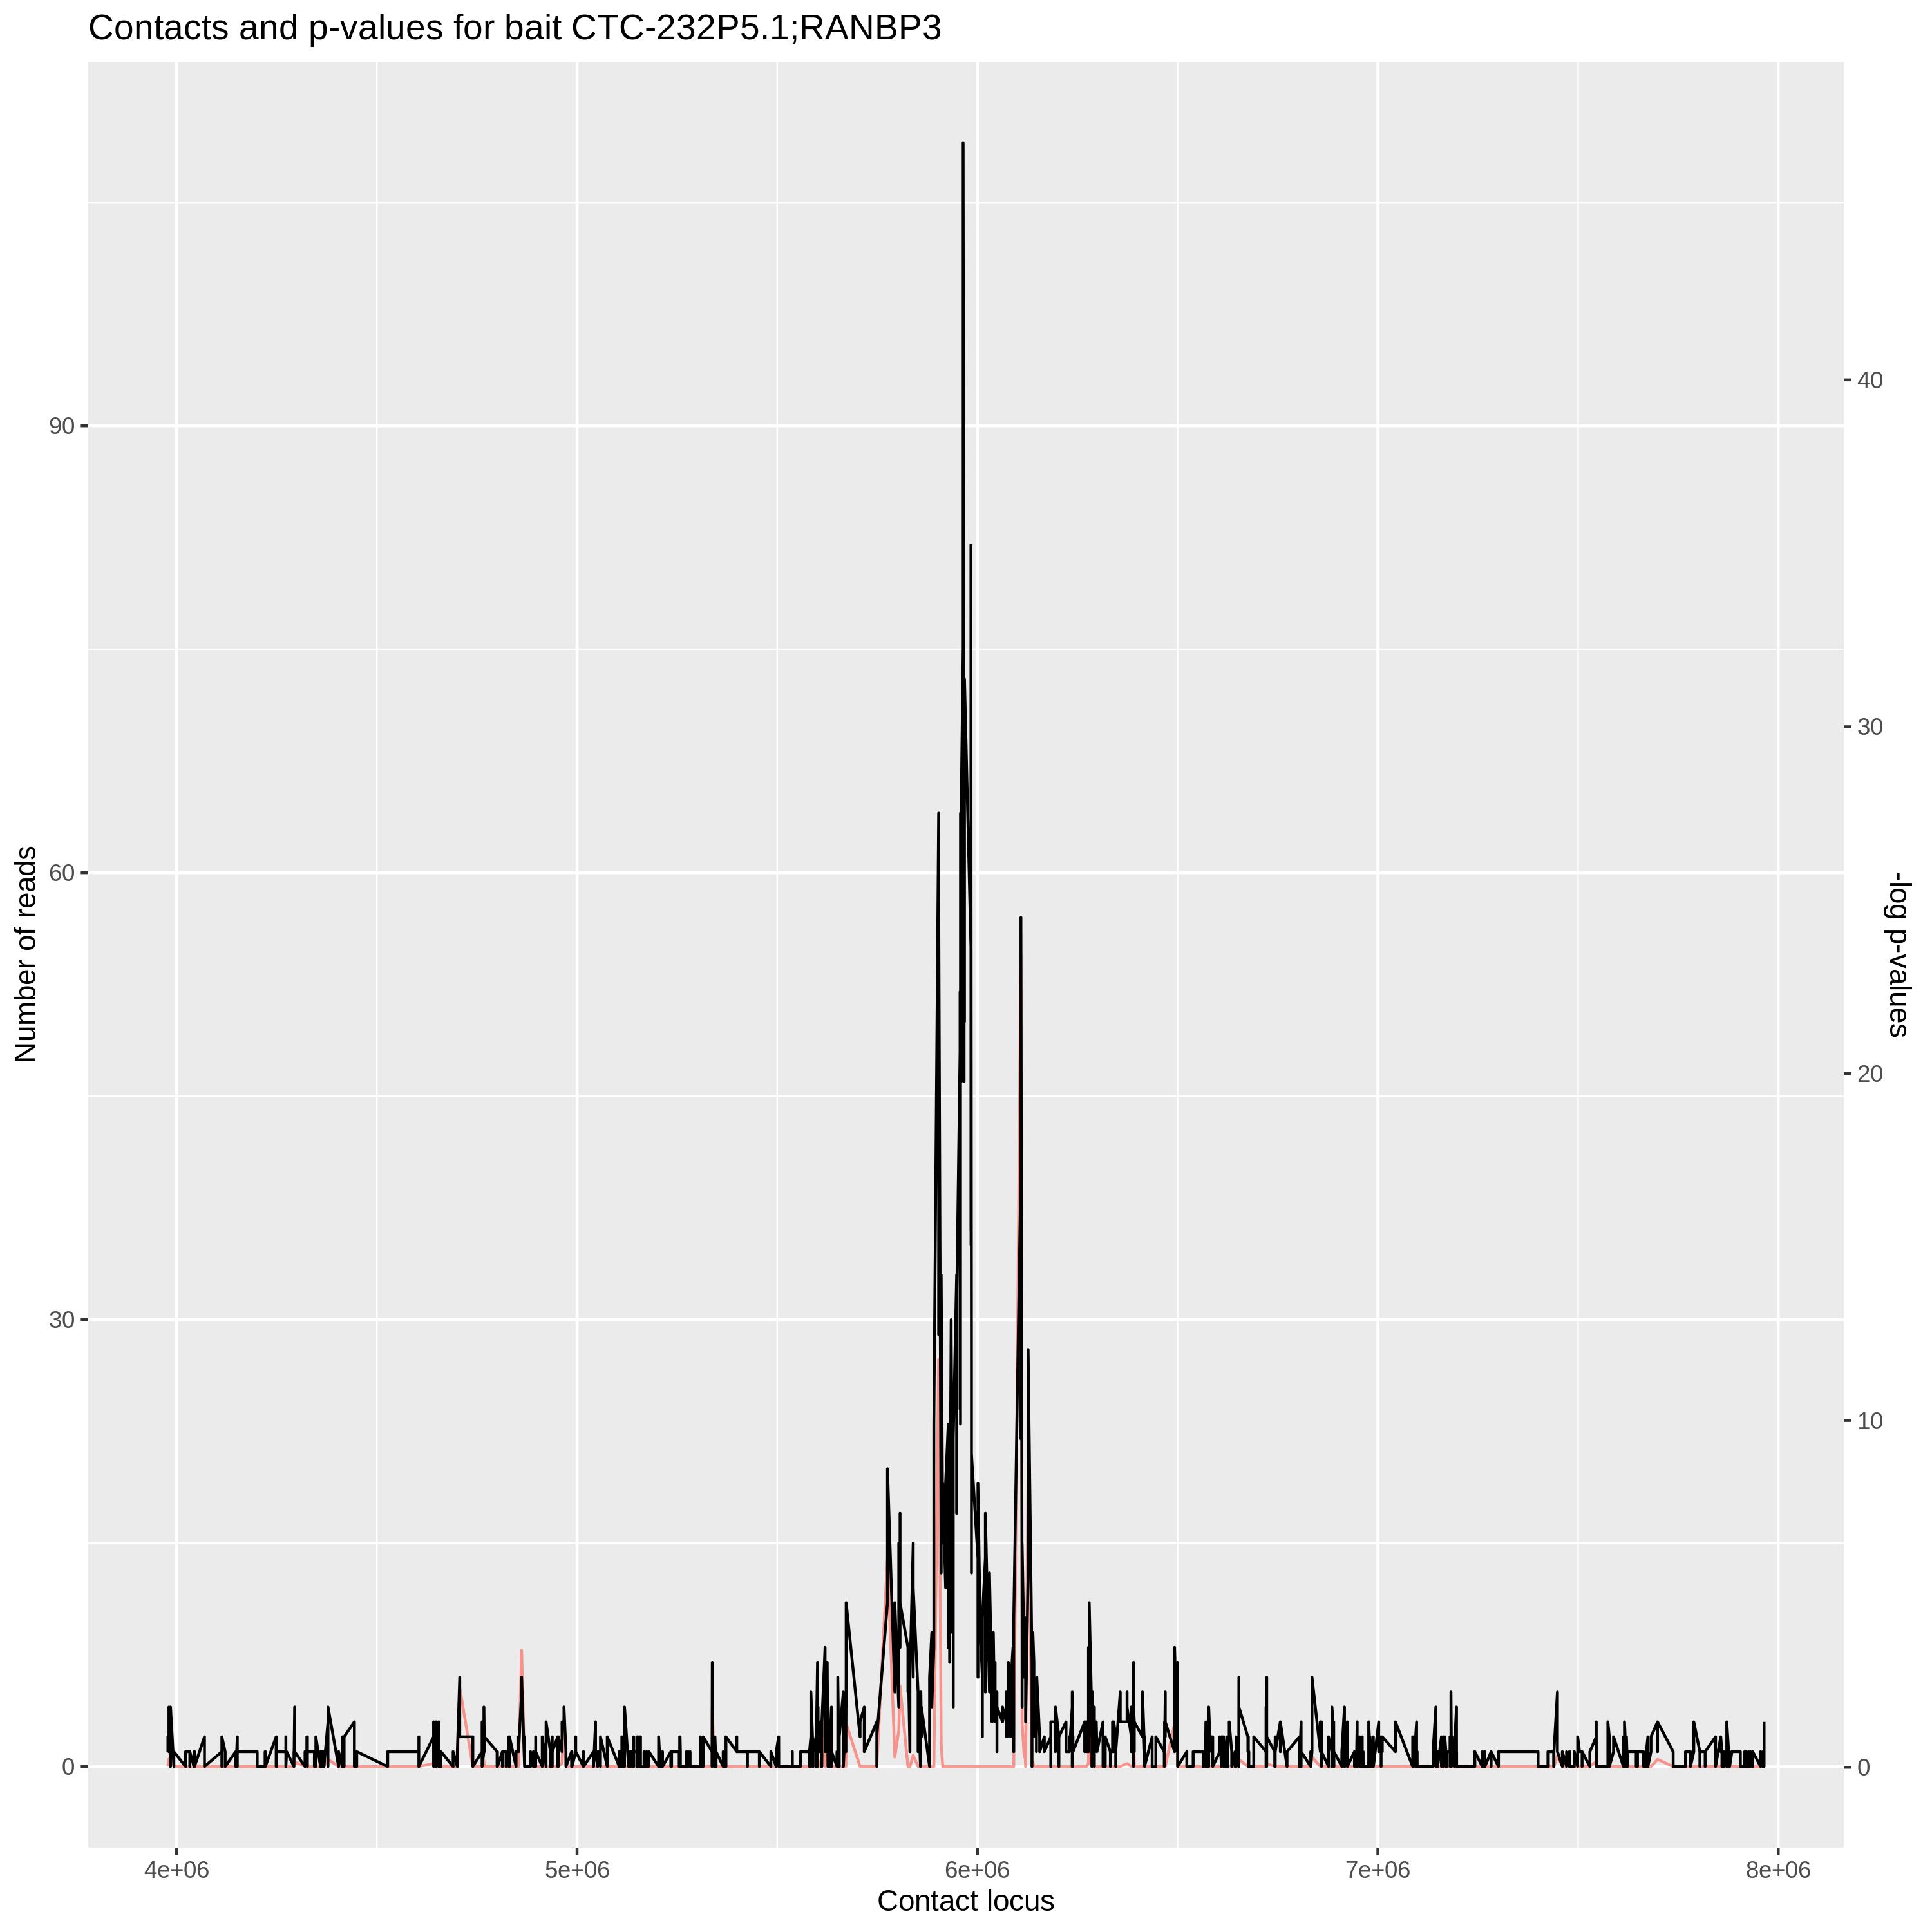 Contacts and p-values for bait CTC-232P5.1;RANBP3
90
60
30
0
Number of reads
40
30
20
10
0
-log p-values
4e+06
5e+06
6e+06
7e+06
8e+06
Contact locus